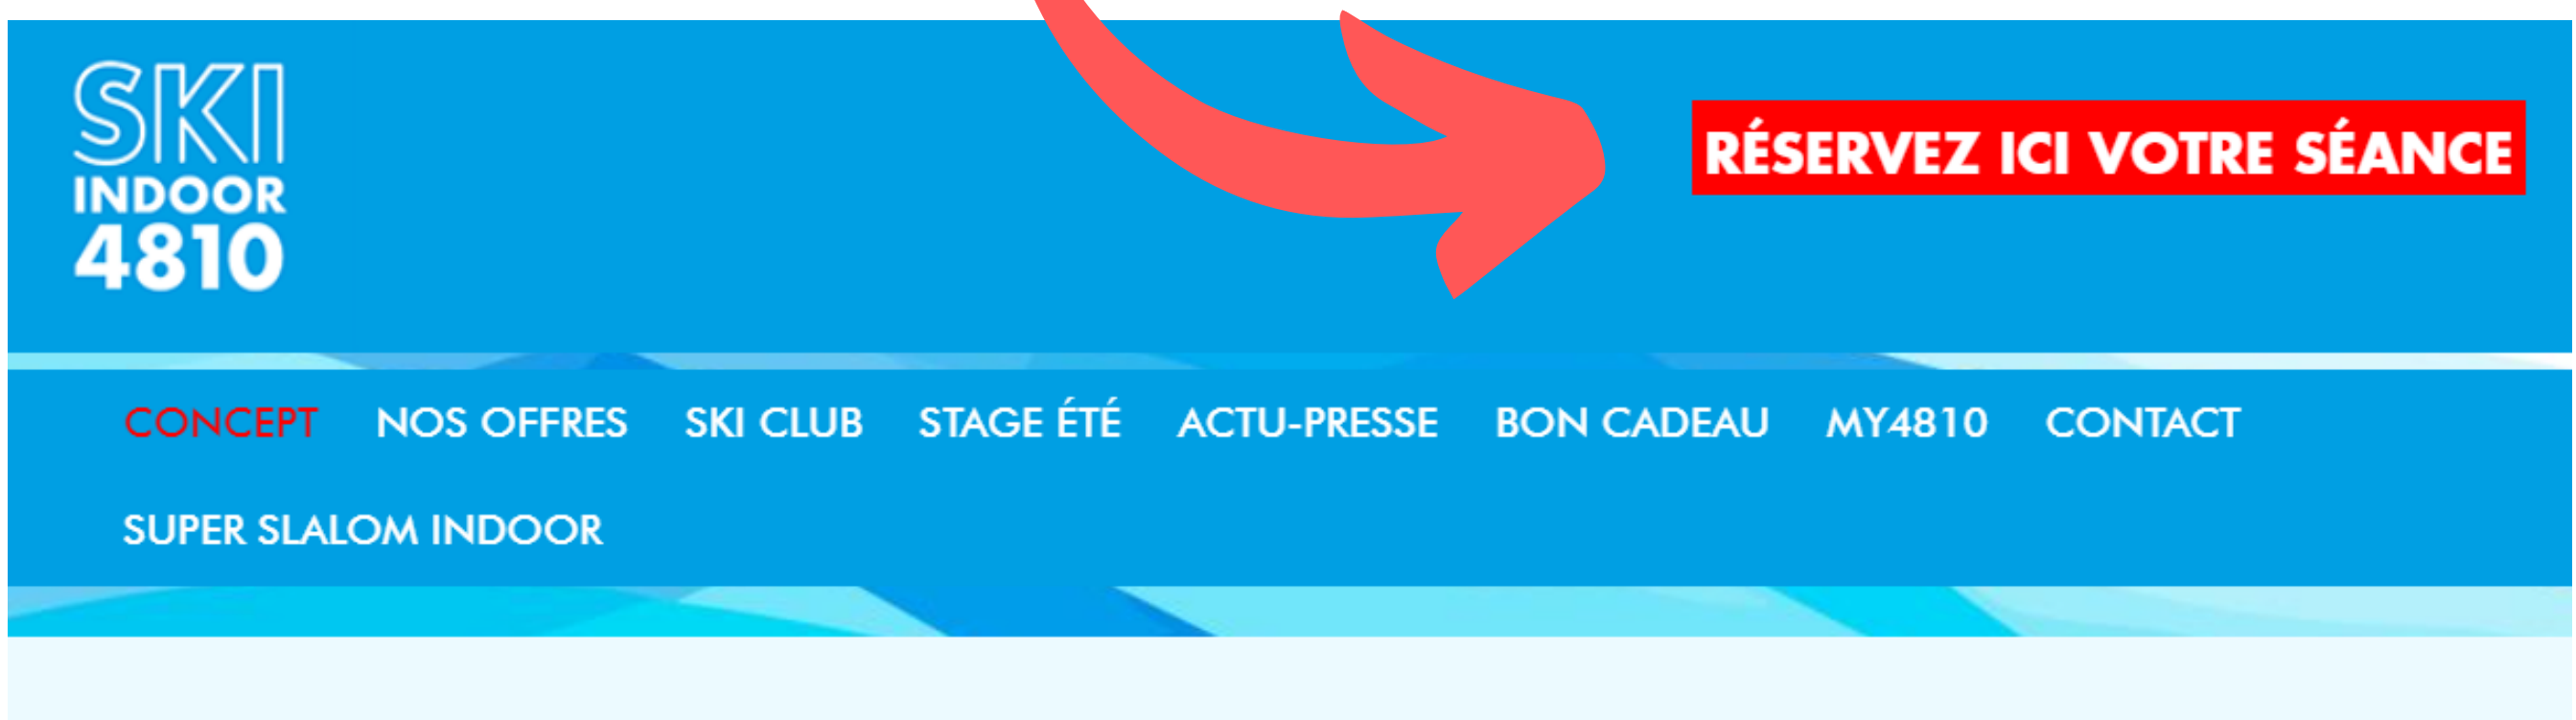 SKI
INDOOR
4810
RÉSERVEZ ICI VOTRE SÉANCE
CONCEPT NOS OFFRES SKI CLUB STAGE ÉTÉ ACTU-PRESSE BON CADEAU MY4810 CONTACT
SUPER SLALOM INDOOR